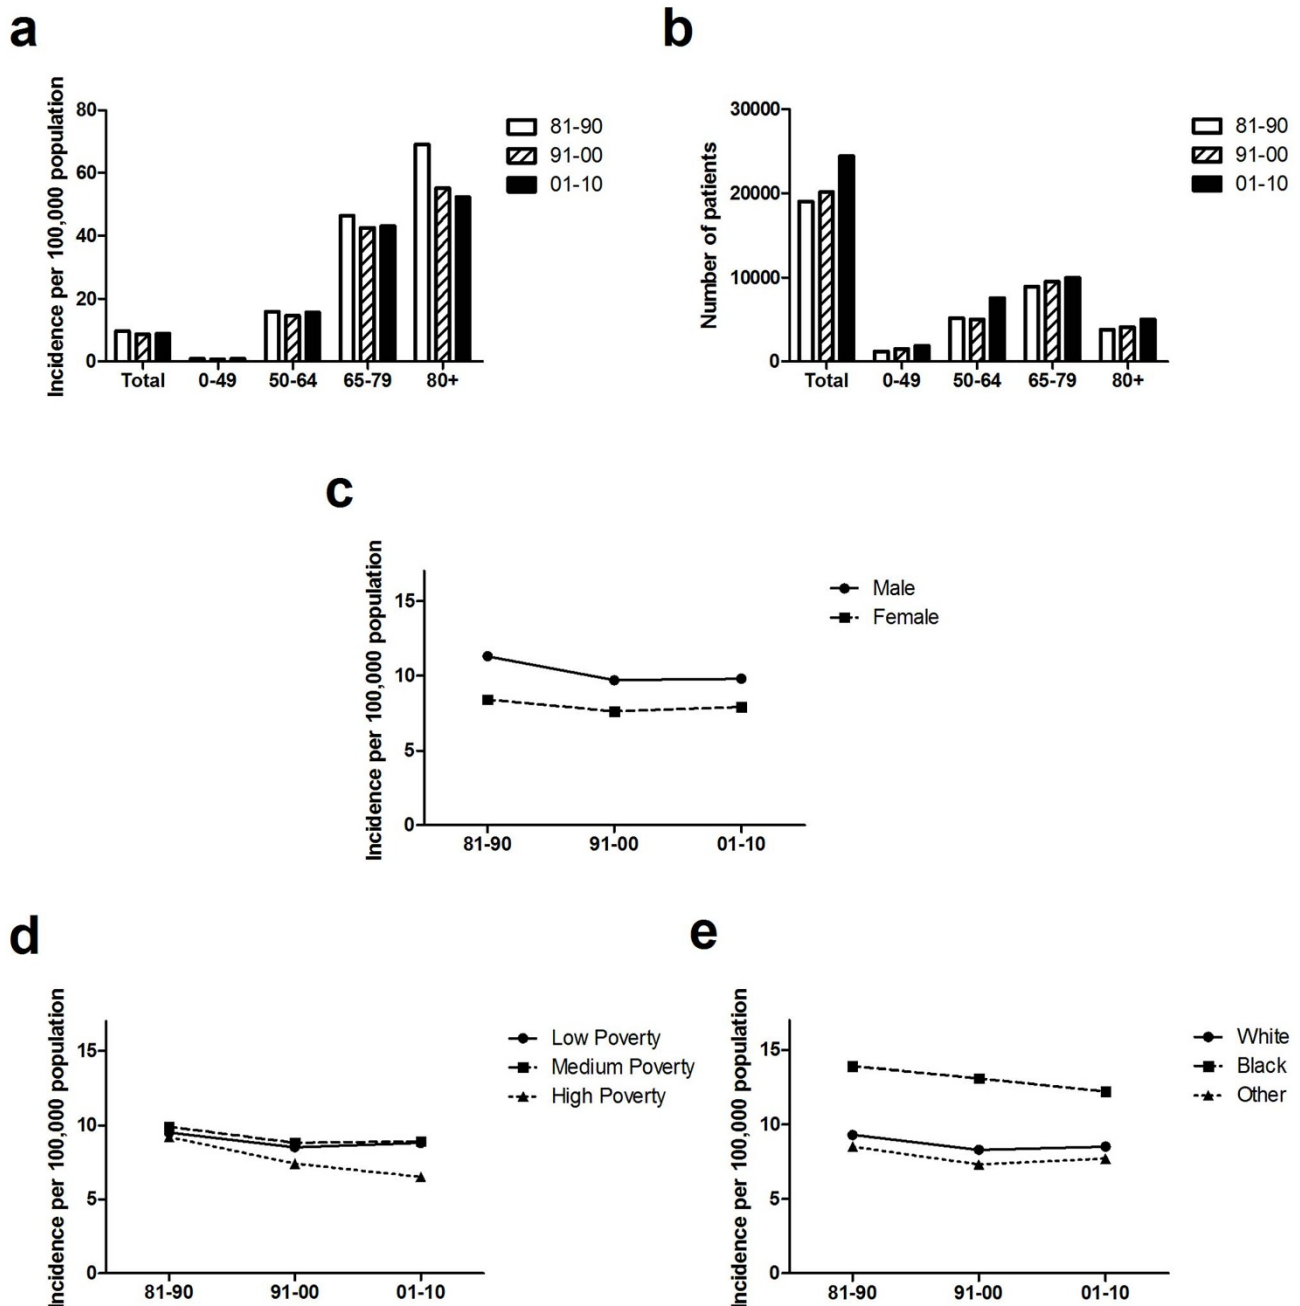 a
Incidence per 100,000 population
80
60
40
20
0
Total 0-49 50-64 65-79 80+
81-90
91-00
01-10
b
Number of patients
30000
20000
10000
0
Total 0-49 50-64 65-79 80+
81-90
91-00
01-10
c
Incidence per 100,000 population
15
10
5
0
81-90 91-00 01-10
Male
Female
d
Incidence per 100,000 population
15
10
5
0
81-90 91-00 01-10
Low Poverty
Medium Poverty
High Poverty
e
Incidence per 100,000 population
15
10
5
0
81-90 91-00 01-10
White
Black
Other